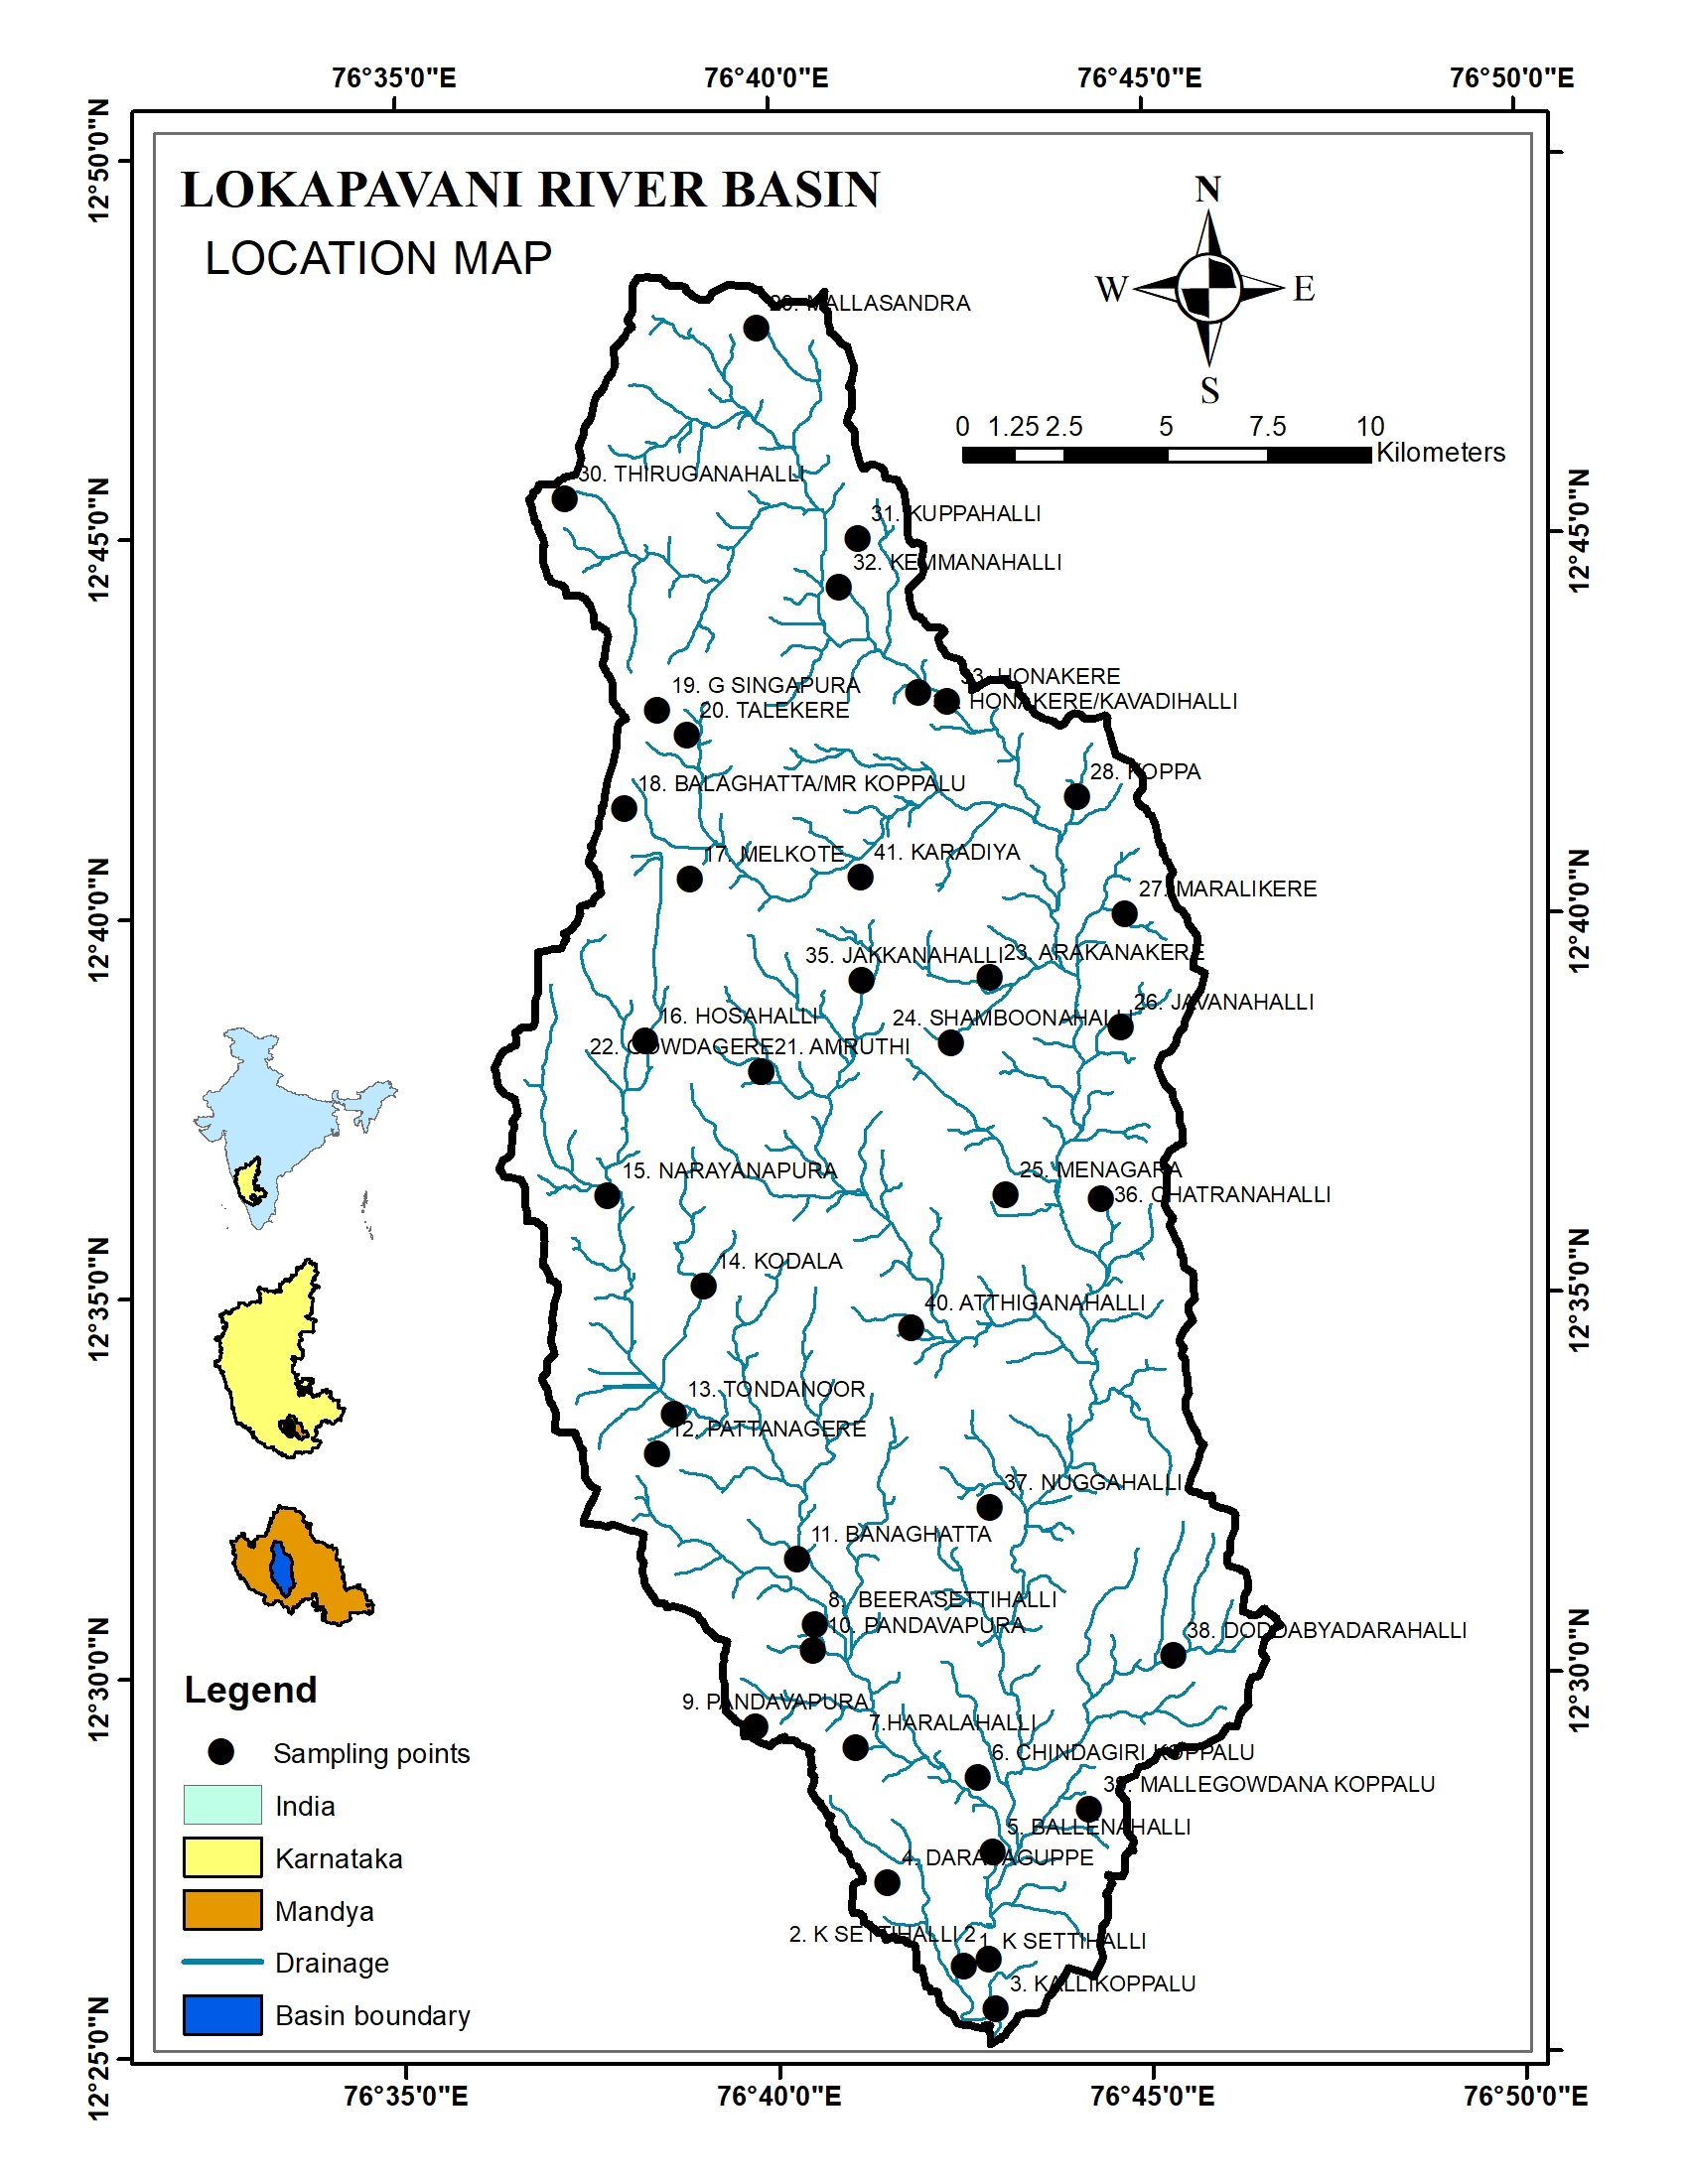 76°35'0"E 76°40'0"E 76°45'0"E 76°50'0"E
12°50'0"N
LOKAPAVANI RIVER BASIN
LOCATION MAP
N
W E
S
0 1.25 2.5 5 7.5 10
Kilometers
30. THIRUGANAHALLI
12°45'0"N
12°45'0"N
31. KUPPAHALLI
32. KEMMANAHALLI
33. HONAKERE
HONAKERE/KAVADIHALLI
19. G SINGAPURA
20. TALEKERE
28. KOPPA
18. BALAGHATTA/MR KOPPALU
17. MELKOTE
41. KARADIYA
27. MARALIKERE
12°40'0"N
12°40'0"N
35. JAKKANAHALLI
23. ARAKANAKERE
26. JAVANAHALLI
16. HOSAHALLI
24. SHAMBOONAHALLI
22. GOWDAGERE
21. AMRUTHI
15. NARAYANAPURA
25. MENAGARA
36. CHATRANAHALLI
14. KODALA
12°35'0"N
12°35'0"N
40. ATTHIGANAHALLI
13. TONDANOOR
12. PATTANAGERE
37. NUGGAHALLI
11. BANAGHATTA
8. BEERASETTIHALLI
10. PANDAVAPURA
38. DODDABYADARAHALLI
12°30'0"N
12°30'0"N
9. PANDAVAPURA
7.HARALAHALLI
6. CHINDAGIRI KOPPALU
39. MALLEGOWDANA KOPPALU
5. BALLENAHALLI
4. DARASAGUPPE
2. K SETTIHALLI 2
1. K SETTIHALLI
3. KALLIKOPPALU
Legend
Sampling points
India
Karnataka
Mandya
Drainage
Basin boundary
12°25'0"N
76°35'0"E 76°40'0"E 76°45'0"E 76°50'0"E